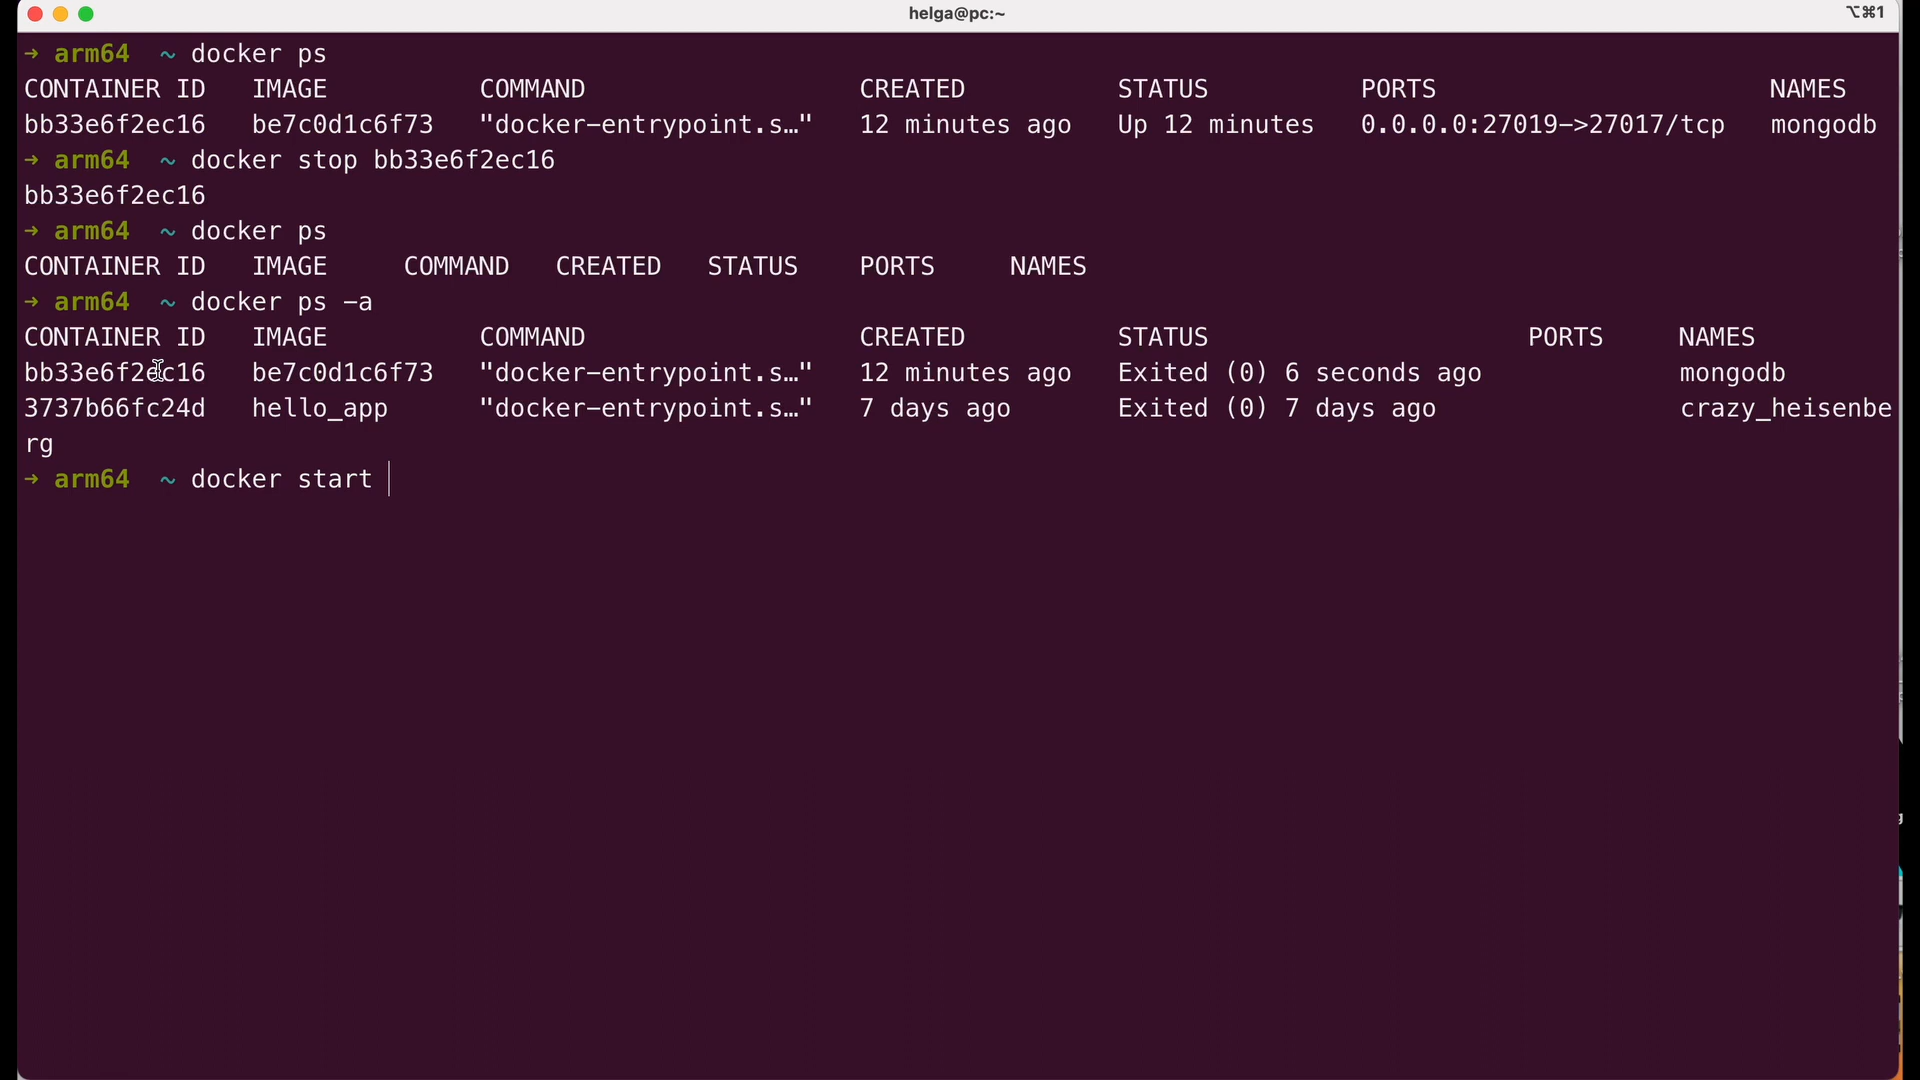 helga@pc:~ ⌥⌘1
→ arm64 ~ docker ps
CONTAINER ID IMAGE COMMAND CREATED STATUS PORTS NAMES
bb33e6f2ec16 be7c0d1c6f73 "docker-entrypoint.s…" 12 minutes ago Up 12 minutes 0.0.0.0:27019->27017/tcp mongodb
→ arm64 ~ docker stop bb33e6f2ec16
bb33e6f2ec16
→ arm64 ~ docker ps
CONTAINER ID IMAGE COMMAND CREATED STATUS PORTS NAMES
→ arm64 ~ docker ps -a
CONTAINER ID IMAGE COMMAND CREATED STATUS PORTS NAMES
bb33e6f2ec16 be7c0d1c6f73 "docker-entrypoint.s…" 12 minutes ago Exited (0) 6 seconds ago mongodb
3737b66fc24d hello_app "docker-entrypoint.s…" 7 days ago Exited (0) 7 days ago crazy_heisenbe
rg
→ arm64 ~ docker start